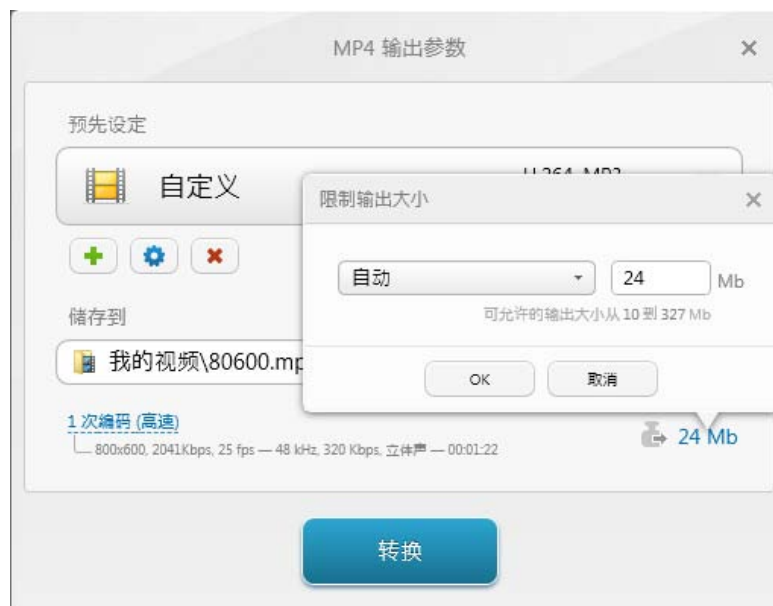 MP4 输出参数
预先设定
自定义
限制输出大小
自动
24
Mb
可允许的输出大小从 10 到 327 Mb
OK
取消
储存到
我的视频\80600.mp
1 次编码 (高速)
800x600, 2041Kbps, 25 fps — 48 kHz, 320 Kbps, 立体声 — 00:01:22
24 Mb
转换